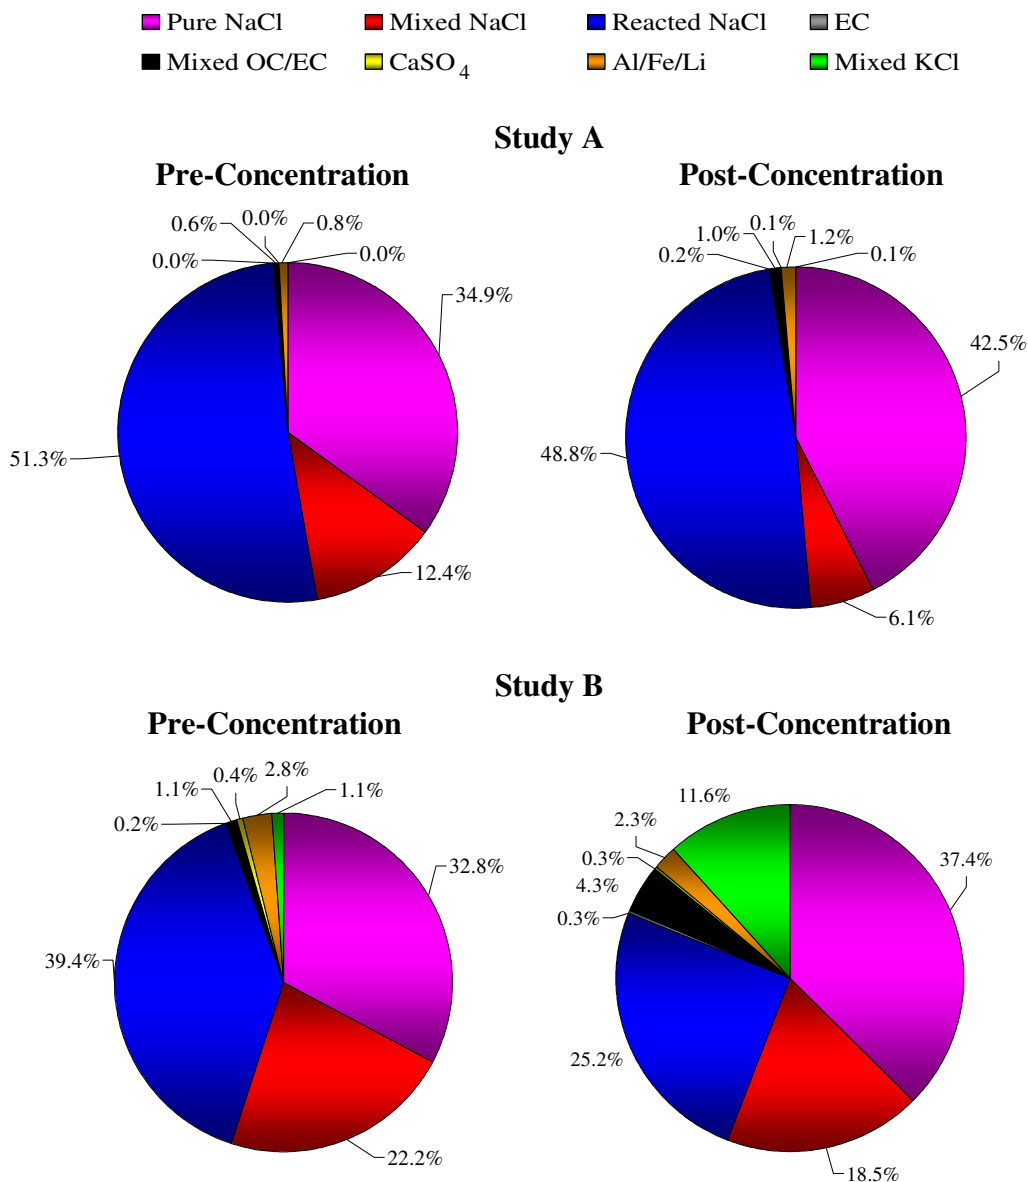 Pure NaCl Mixed NaCl Reacted NaCl EC
Mixed OC/EC CaSO4 Al/Fe/Li Mixed KCl
Study A
Pre-Concentration Post-Concentration
0.6% 0.0% 0.8%
0.0% 0.0%
34.9%
51.3%
12.4%
0.1%
1.0% 1.2%
0.2% 0.1%
42.5%
48.8%
6.1%
Study B
Pre-Concentration Post-Concentration
1.1% 0.4% 2.8% 1.1%
0.2%
32.8%
39.4%
22.2%
11.6%
2.3%
0.3%
4.3%
0.3%
37.4%
25.2%
18.5%